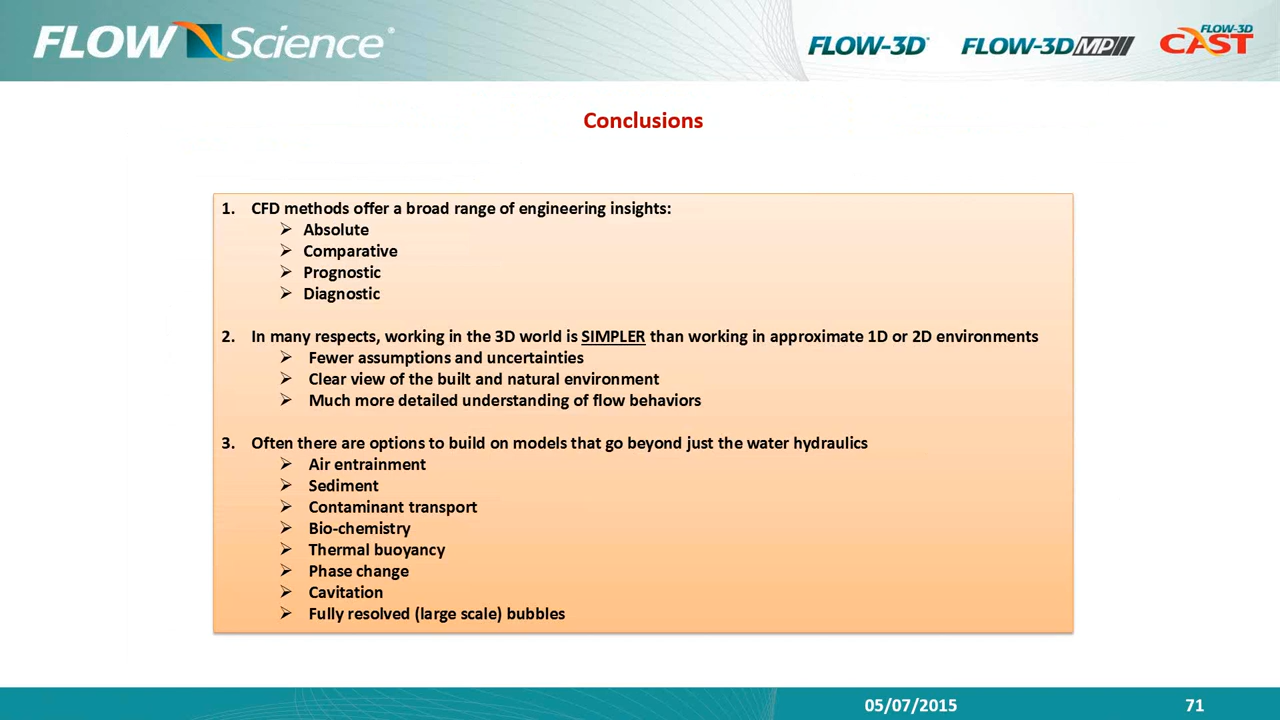 FLOW Science®
FLOW-3D®
FLOW-3D MP
FLOW-3D CAST
Conclusions
1. CFD methods offer a broad range of engineering insights:
➢ Absolute
➢ Comparative
➢ Prognostic
➢ Diagnostic
2. In many respects, working in the 3D world is SIMPLER than working in approximate 1D or 2D environments
➢ Fewer assumptions and uncertainties
➢ Clear view of the built and natural environment
➢ Much more detailed understanding of flow behaviors
3. Often there are options to build on models that go beyond just the water hydraulics
➢ Air entrainment
➢ Sediment
➢ Contaminant transport
➢ Bio-chemistry
➢ Thermal buoyancy
➢ Phase change
➢ Cavitation
➢ Fully resolved (large scale) bubbles
05/07/2015
71